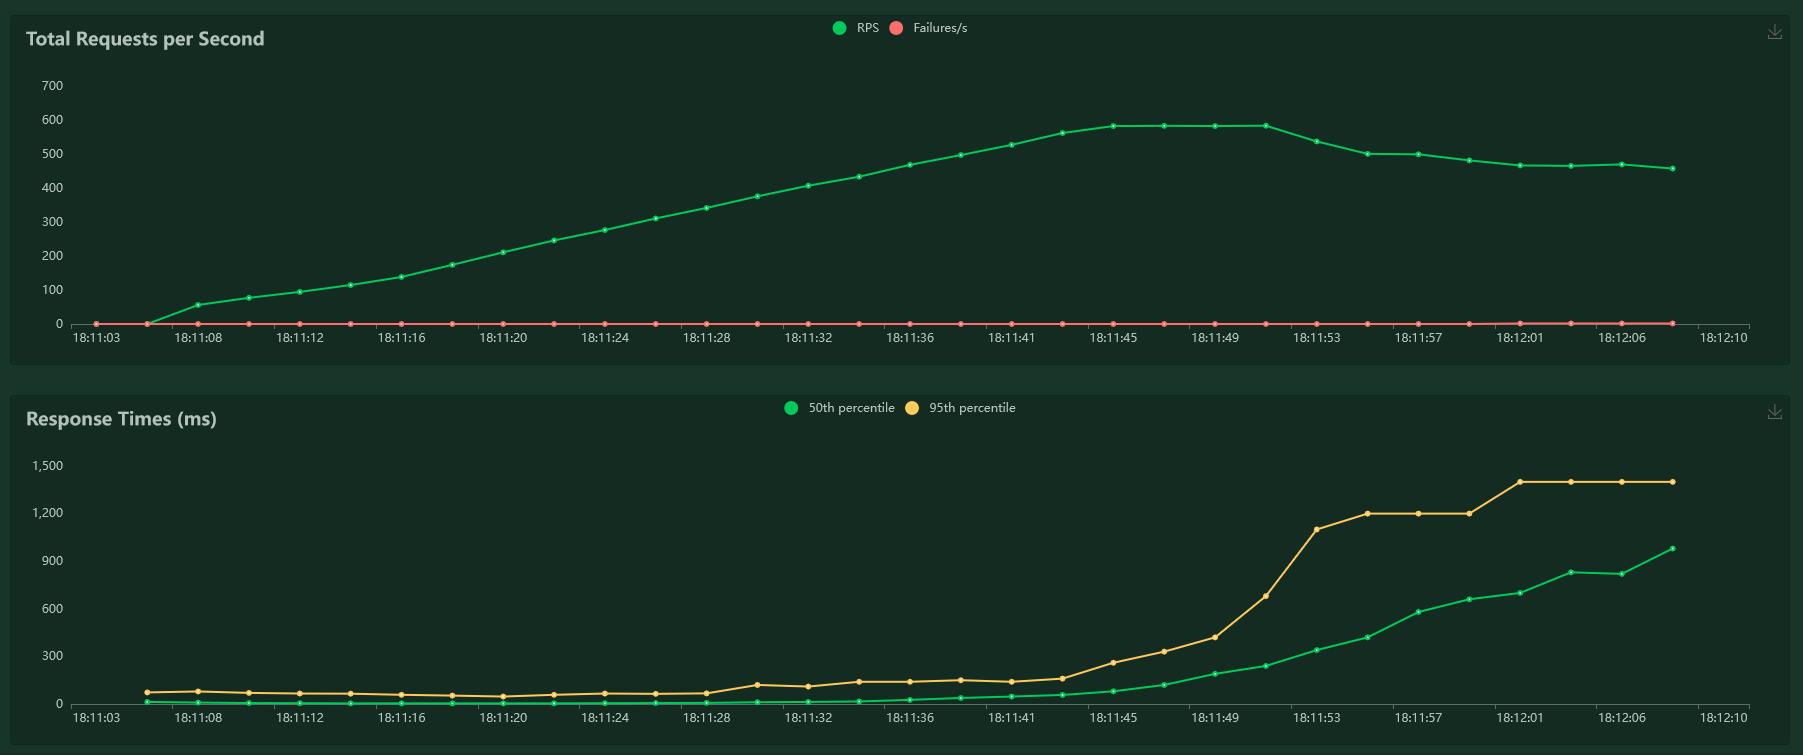 RPS Failures/s
Total Requests per Second
700
600
500
400
300
200
100
0
18:11:03 18:11:08 18:11:12 18:11:16 18:11:20 18:11:24 18:11:28 18:11:32 18:11:36 18:11:41 18:11:45 18:11:49 18:11:53 18:11:57 18:12:01 18:12:06 18:12:10
50th percentile 95th percentile
Response Times (ms)
1,500
1,200
900
600
300
0
18:11:03 18:11:08 18:11:12 18:11:16 18:11:20 18:11:24 18:11:28 18:11:32 18:11:36 18:11:41 18:11:45 18:11:49 18:11:53 18:11:57 18:12:01 18:12:06 18:12:10